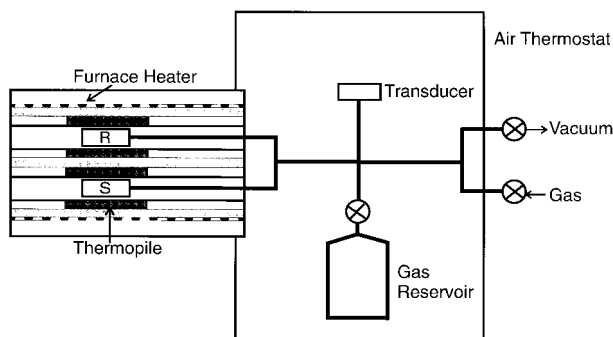 Air Thermostat
Furnace Heater
Transducer
R
Vacuum
S
Gas
Thermopile
Gas
Reservoir